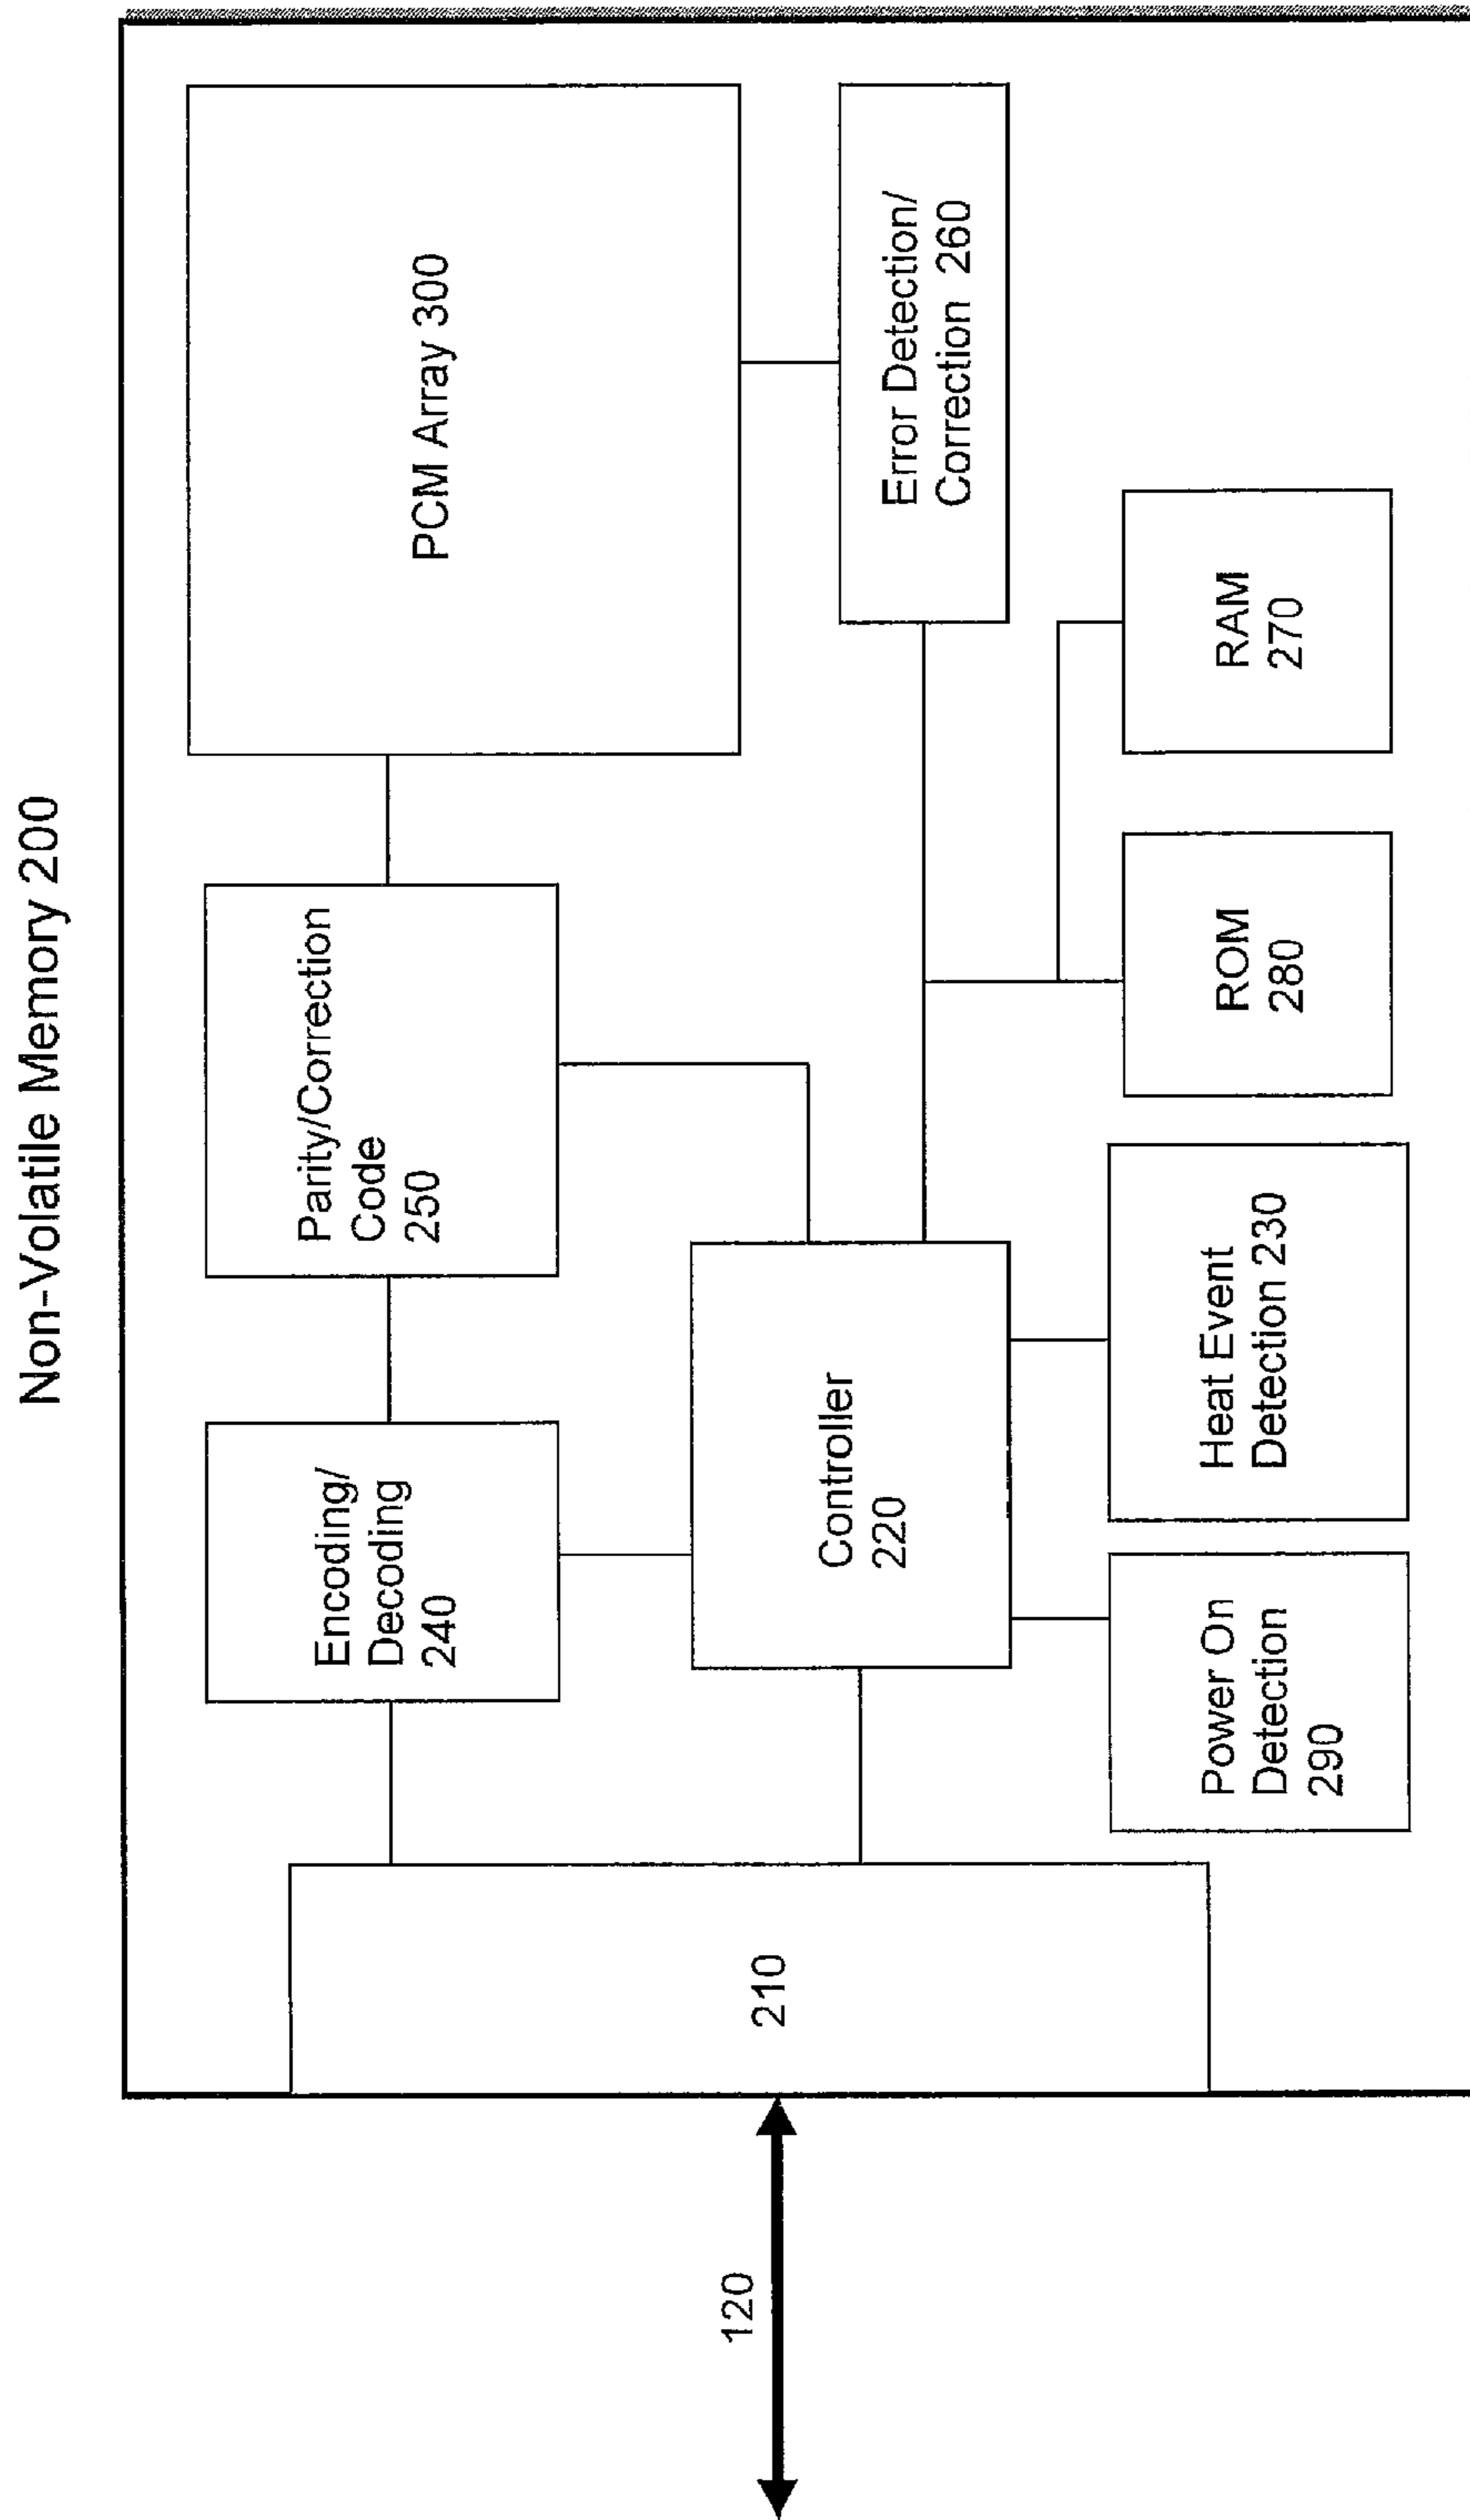 Non-Volatile Memory 200
120
210
Encoding/
Decoding
240
Parity/Correction
Code
250
PCM Array 300
Controller
220
Error Detection/
Correction 260
Power On
Detection
290
Heat Event
Detection 230
ROM
280
RAM
270